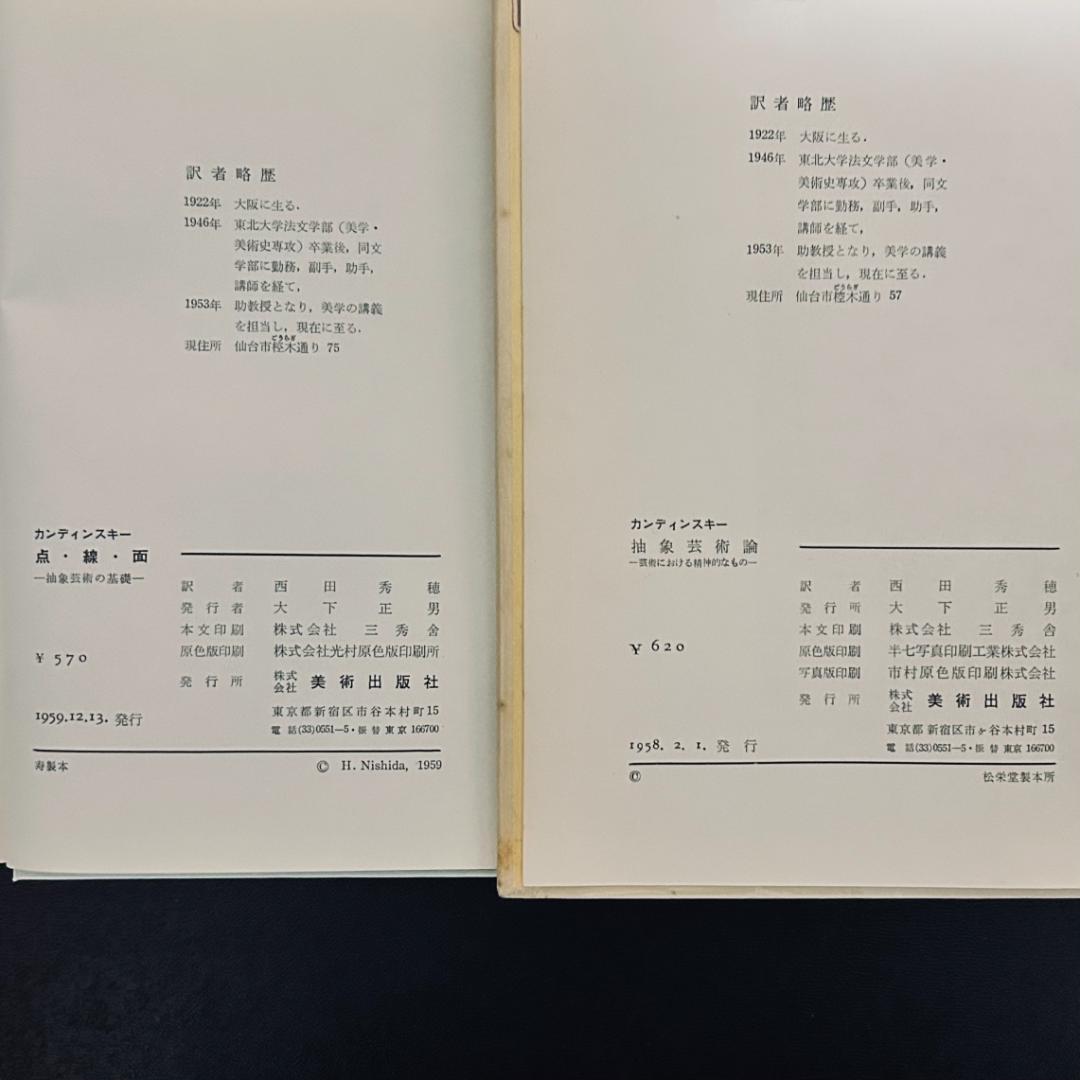 訳者略歴
1922年 大阪に生る.
1946年 東北大学法文学部(美学・
美術史専攻)卒業後,同文
学部に勤務,副手,助手,
講師を経て,
1953年 助教授となり,美学の講義
を担当し,現在に至る.
どうらぎ
現住所 仙台市樘木通り 75
カンディンスキー
点・線・面
—抽象芸術の基礎—
訳者 西田秀穂
発行者 大下正男
本文印刷 株式会社 三秀舎
原色版印刷 株式会社光村原色版印刷所
¥ 570
発行所 株式会社 美術出版社
1959.12.13. 発行
東京都新宿区市谷本村町15
電話(33)0551—5・振替東京166700
寿製本
© H. Nishida, 1959
訳者略歴
1922年 大阪に生る.
1946年 東北大学法文学部(美学・
美術史専攻)卒業後,同文
学部に勤務,副手,助手,
講師を経て,
1953年 助教授となり,美学の講義
を担当し,現在に至る.
どうらぎ
現住所 仙台市樘木通り 57
カンディンスキー
抽象芸術論
—芸術における精神的なもの—
訳者 西田秀穂
発行所 大下正男
本文印刷 株式会社 三秀舎
¥ 620
原色版印刷 半七写真印刷工業株式会社
写真版印刷 市村原色版印刷株式会社
発行所 株式会社 美術出版社
東京都新宿区市ヶ谷本村町15
1958. 2. 1. 発行
電話(33)0551—5・振替東京166700
©
松栄堂製本所